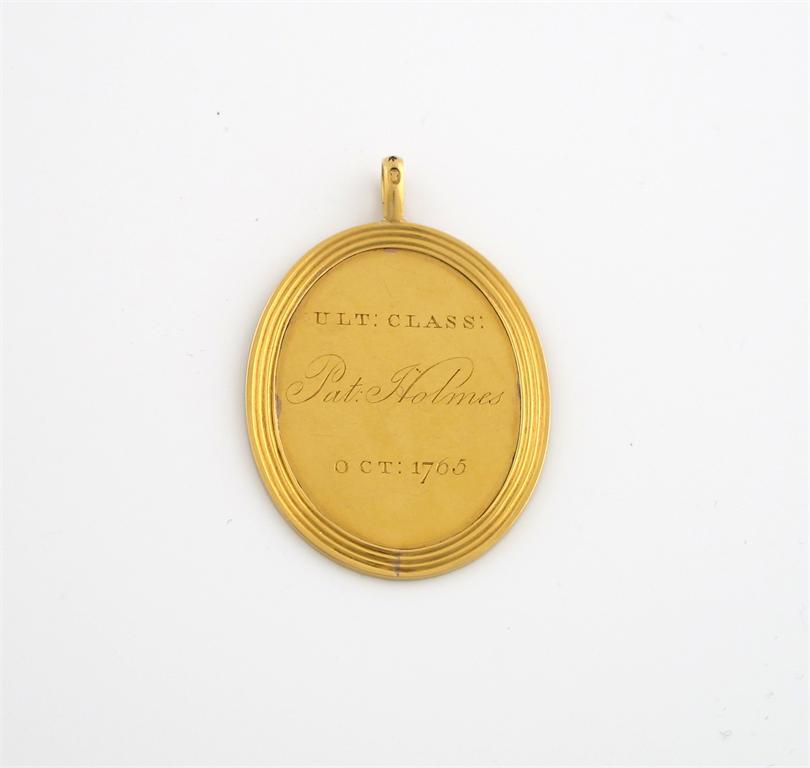 ULT: CLASS:
Pat: Holmes
OCT: 1765